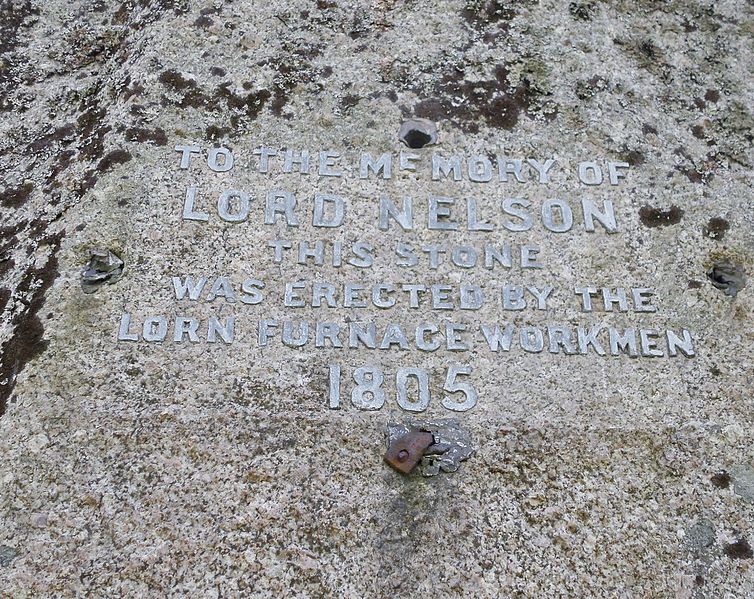 TO THE MEMORY OF
LORD NELSON
THIS STONE
WAS ERECTED BY THE
LORN FURNACE WORKMEN
1805